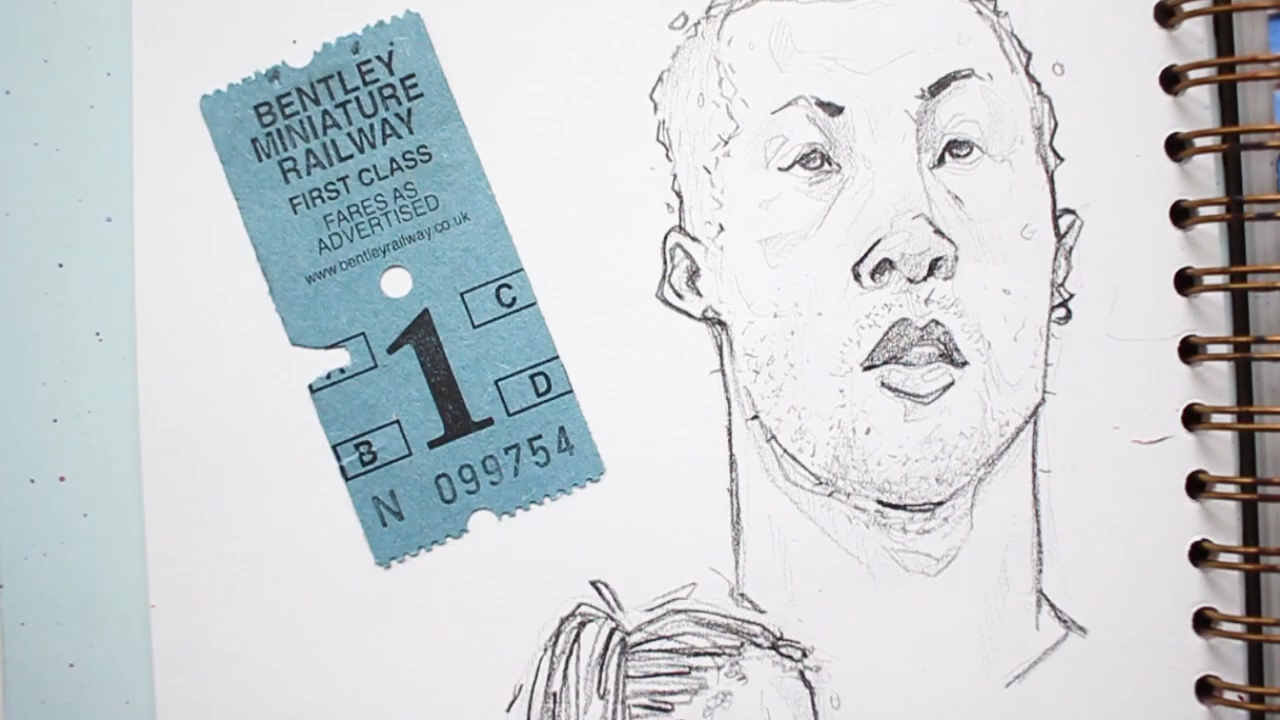 BENTLEY
MINIATURE
RAILWAY
FIRST CLASS
FARES AS
ADVERTISED
www.bentleyrailway.co.uk
C
1
D
B
N 099754